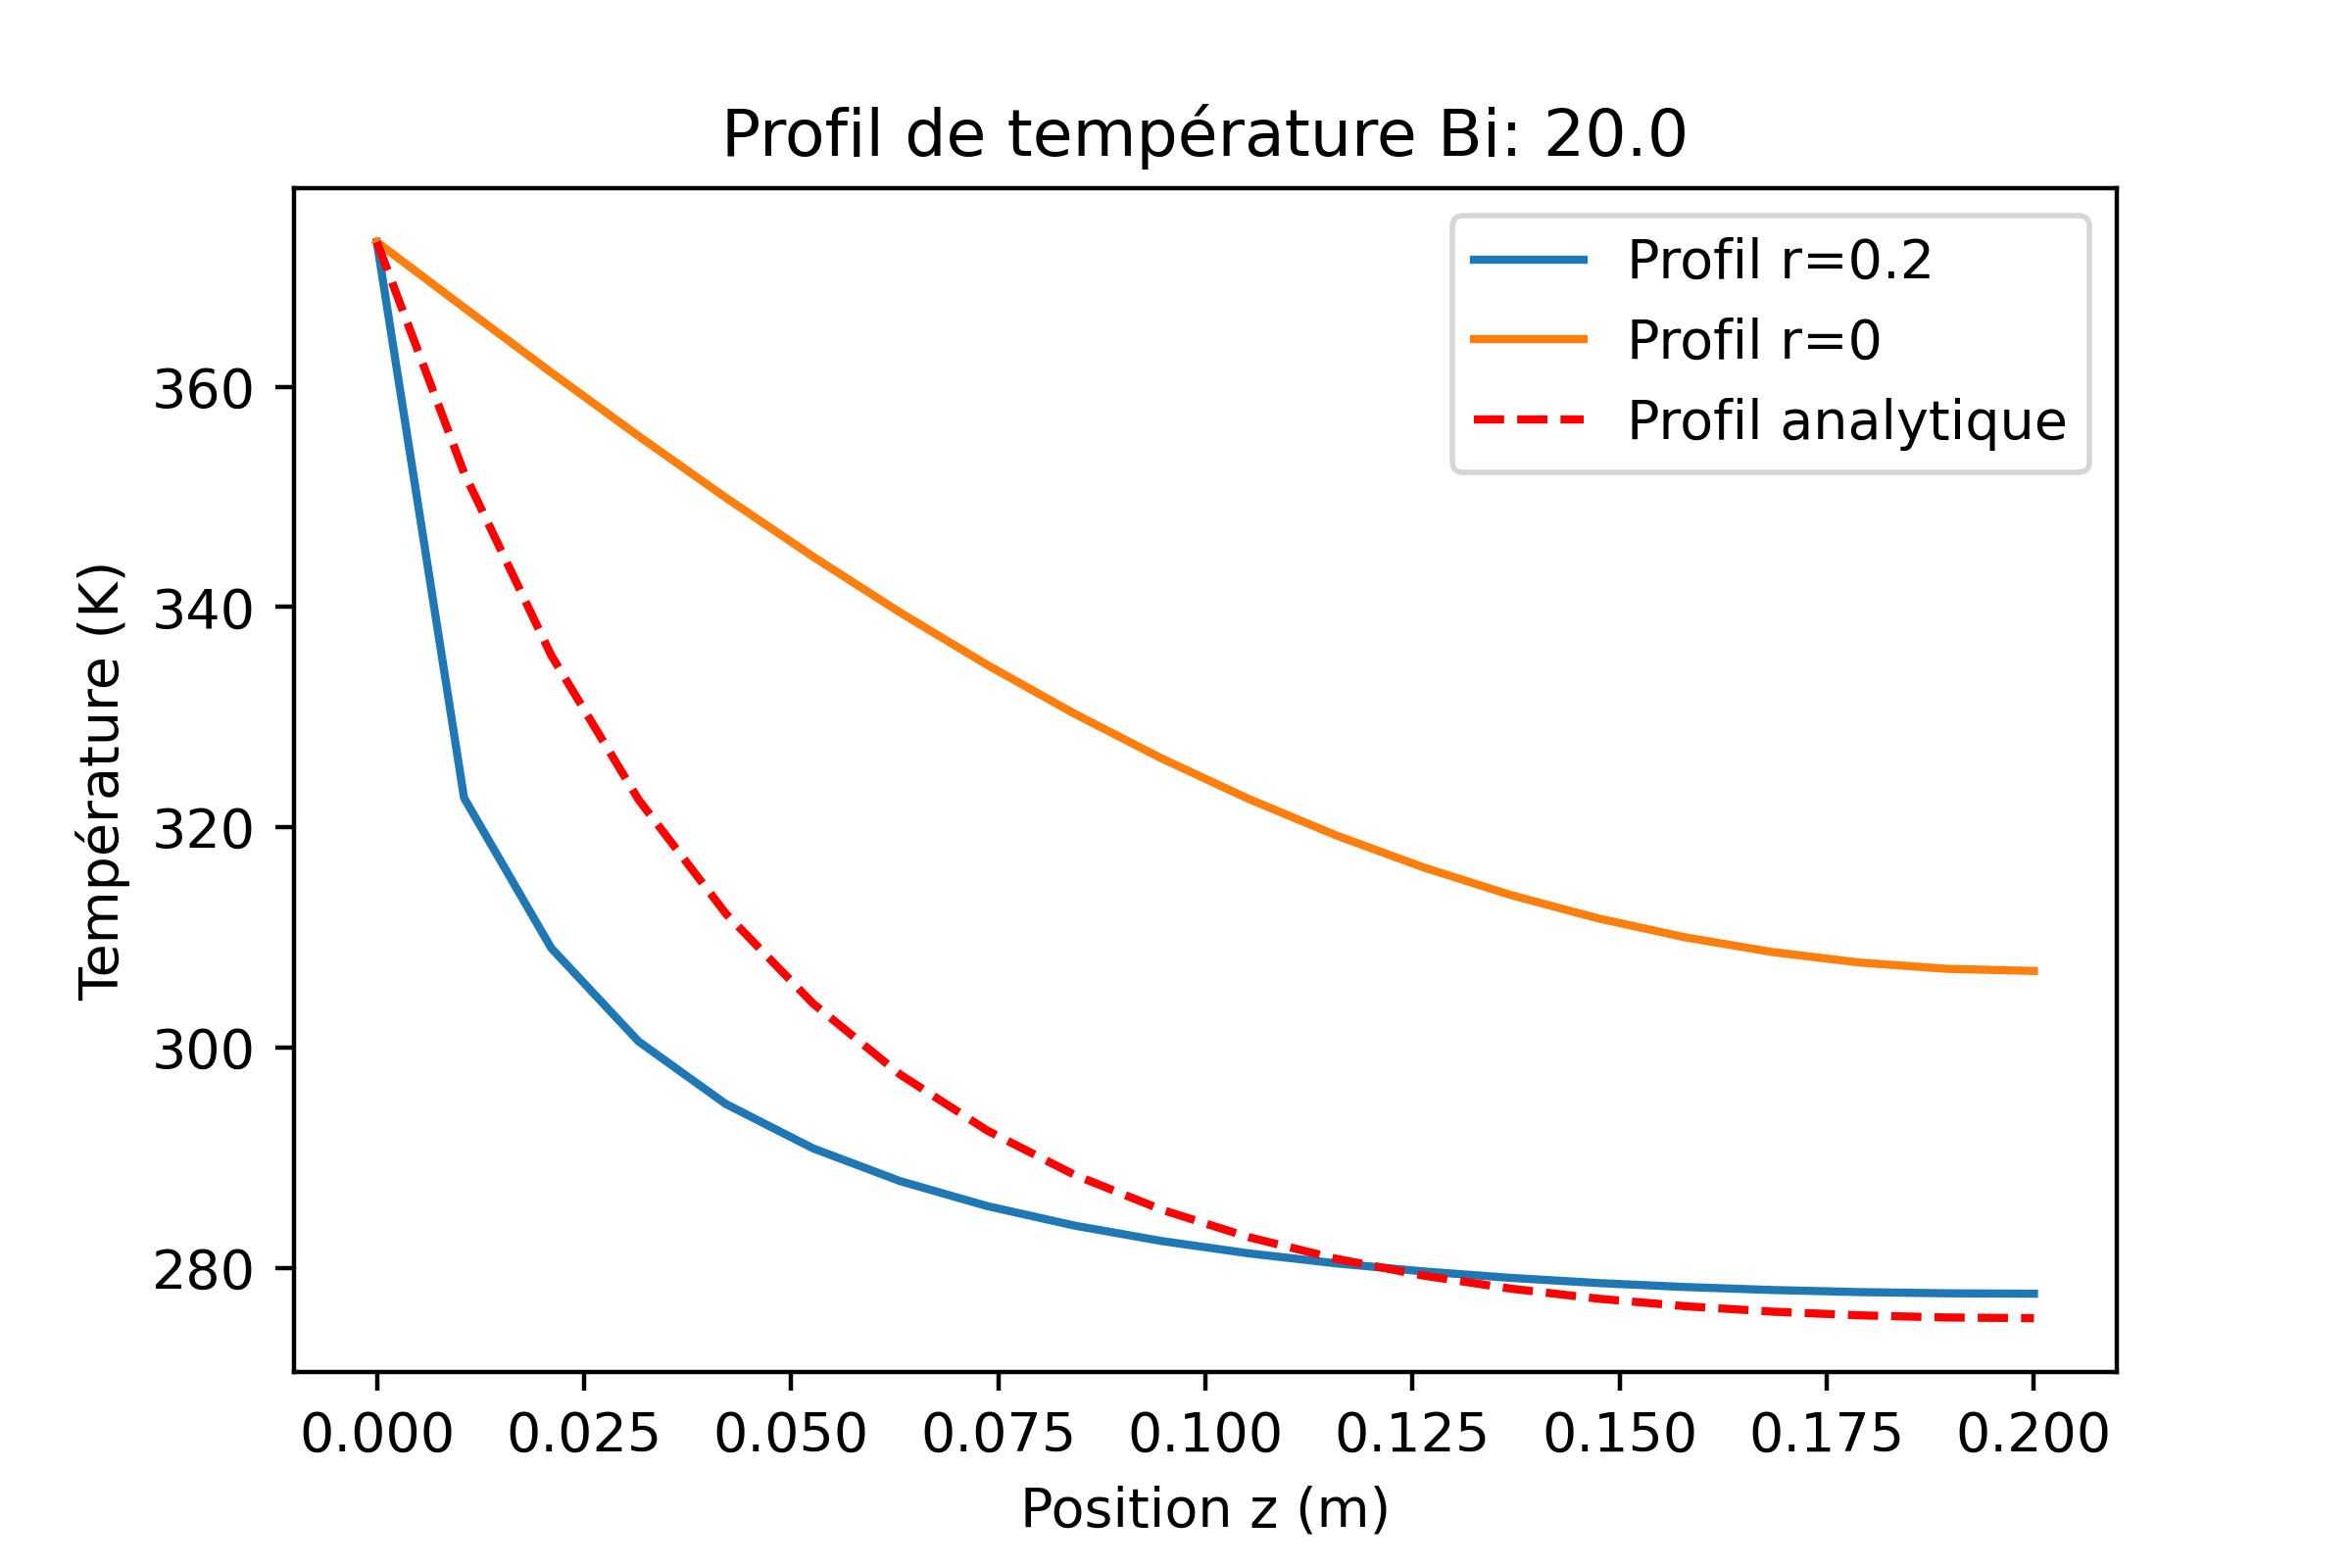 Profil de température Bi: 20.0
Profil r=0.2
Profil r=0
Profil analytique
Température (K)
360
340
320
300
280
0.000 0.025 0.050 0.075 0.100 0.125 0.150 0.175 0.200
Position z (m)